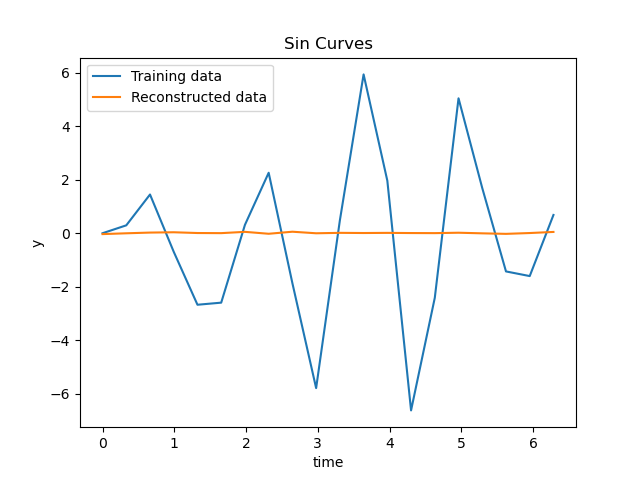 Sin Curves
Training data
Reconstructed data
6
4
2
0
−2
−4
−6
y
0 1 2 3 4 5 6
time